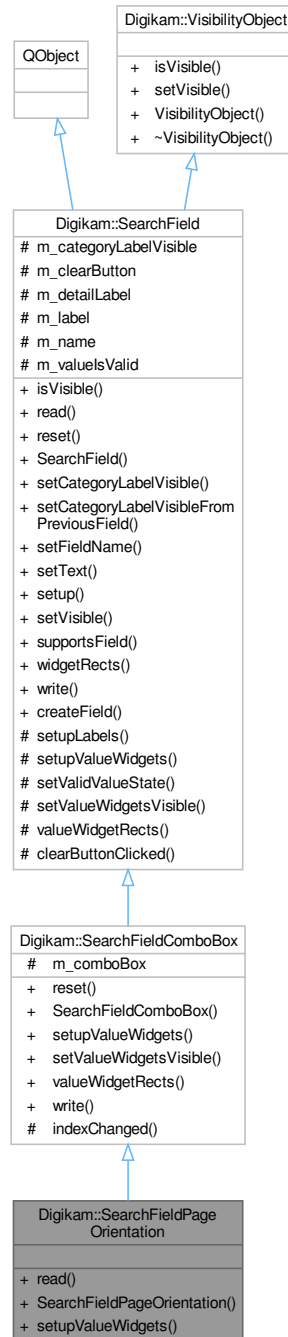 Digikam::VisibilityObject
+ isVisible()
+ setVisible()
+ VisibilityObject()
+ ~VisibilityObject()
QObject
Digikam::SearchField
# m_categoryLabelVisible
# m_clearButton
# m_detailLabel
# m_label
# m_name
# m_valueIsValid
+ isVisible()
+ read()
+ reset()
+ SearchField()
+ setCategoryLabelVisible()
+ setCategoryLabelVisibleFrom
PreviousField()
+ setFieldName()
+ setText()
+ setup()
+ setVisible()
+ supportsField()
+ widgetRects()
+ write()
+ createField()
# setupLabels()
# setupValueWidgets()
# setValidValueState()
# setValueWidgetsVisible()
# valueWidgetRects()
# clearButtonClicked()
Digikam::SearchFieldComboBox
# m_comboBox
+ reset()
+ SearchFieldComboBox()
+ setupValueWidgets()
+ setValueWidgetsVisible()
+ valueWidgetRects()
+ write()
# indexChanged()
Digikam::SearchFieldPage
Orientation
+ read()
+ SearchFieldPageOrientation()
+ setupValueWidgets()